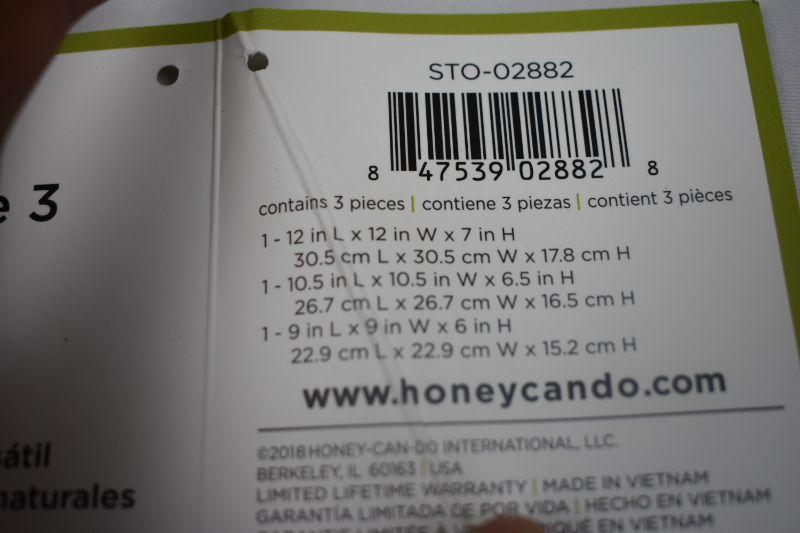 STO-02882
8 47539 02882 8
contains 3 pieces | contiene 3 piezas | contient 3 pièces
1 - 12 in L x 12 in W x 7 in H
30.5 cm L x 30.5 cm W x 17.8 cm H
1 - 10.5 in L x 10.5 in W x 6.5 in H
26.7 cm L x 26.7 cm W x 16.5 cm H
1 - 9 in L x 9 in W x 6 in H
22.9 cm L x 22.9 cm W x 15.2 cm H
www.honeycando.com
©2018 HONEY-CAN-DO INTERNATIONAL, LLC.
BERKELEY, IL 60163 | USA
LIMITED LIFETIME WARRANTY | MADE IN VIETNAM
GARANTÍA LIMITADA DE POR VIDA | HECHO EN VIETNAM
GARANTIE LIMITÉE À EN VIETNAM
e 3
sátil
naturales